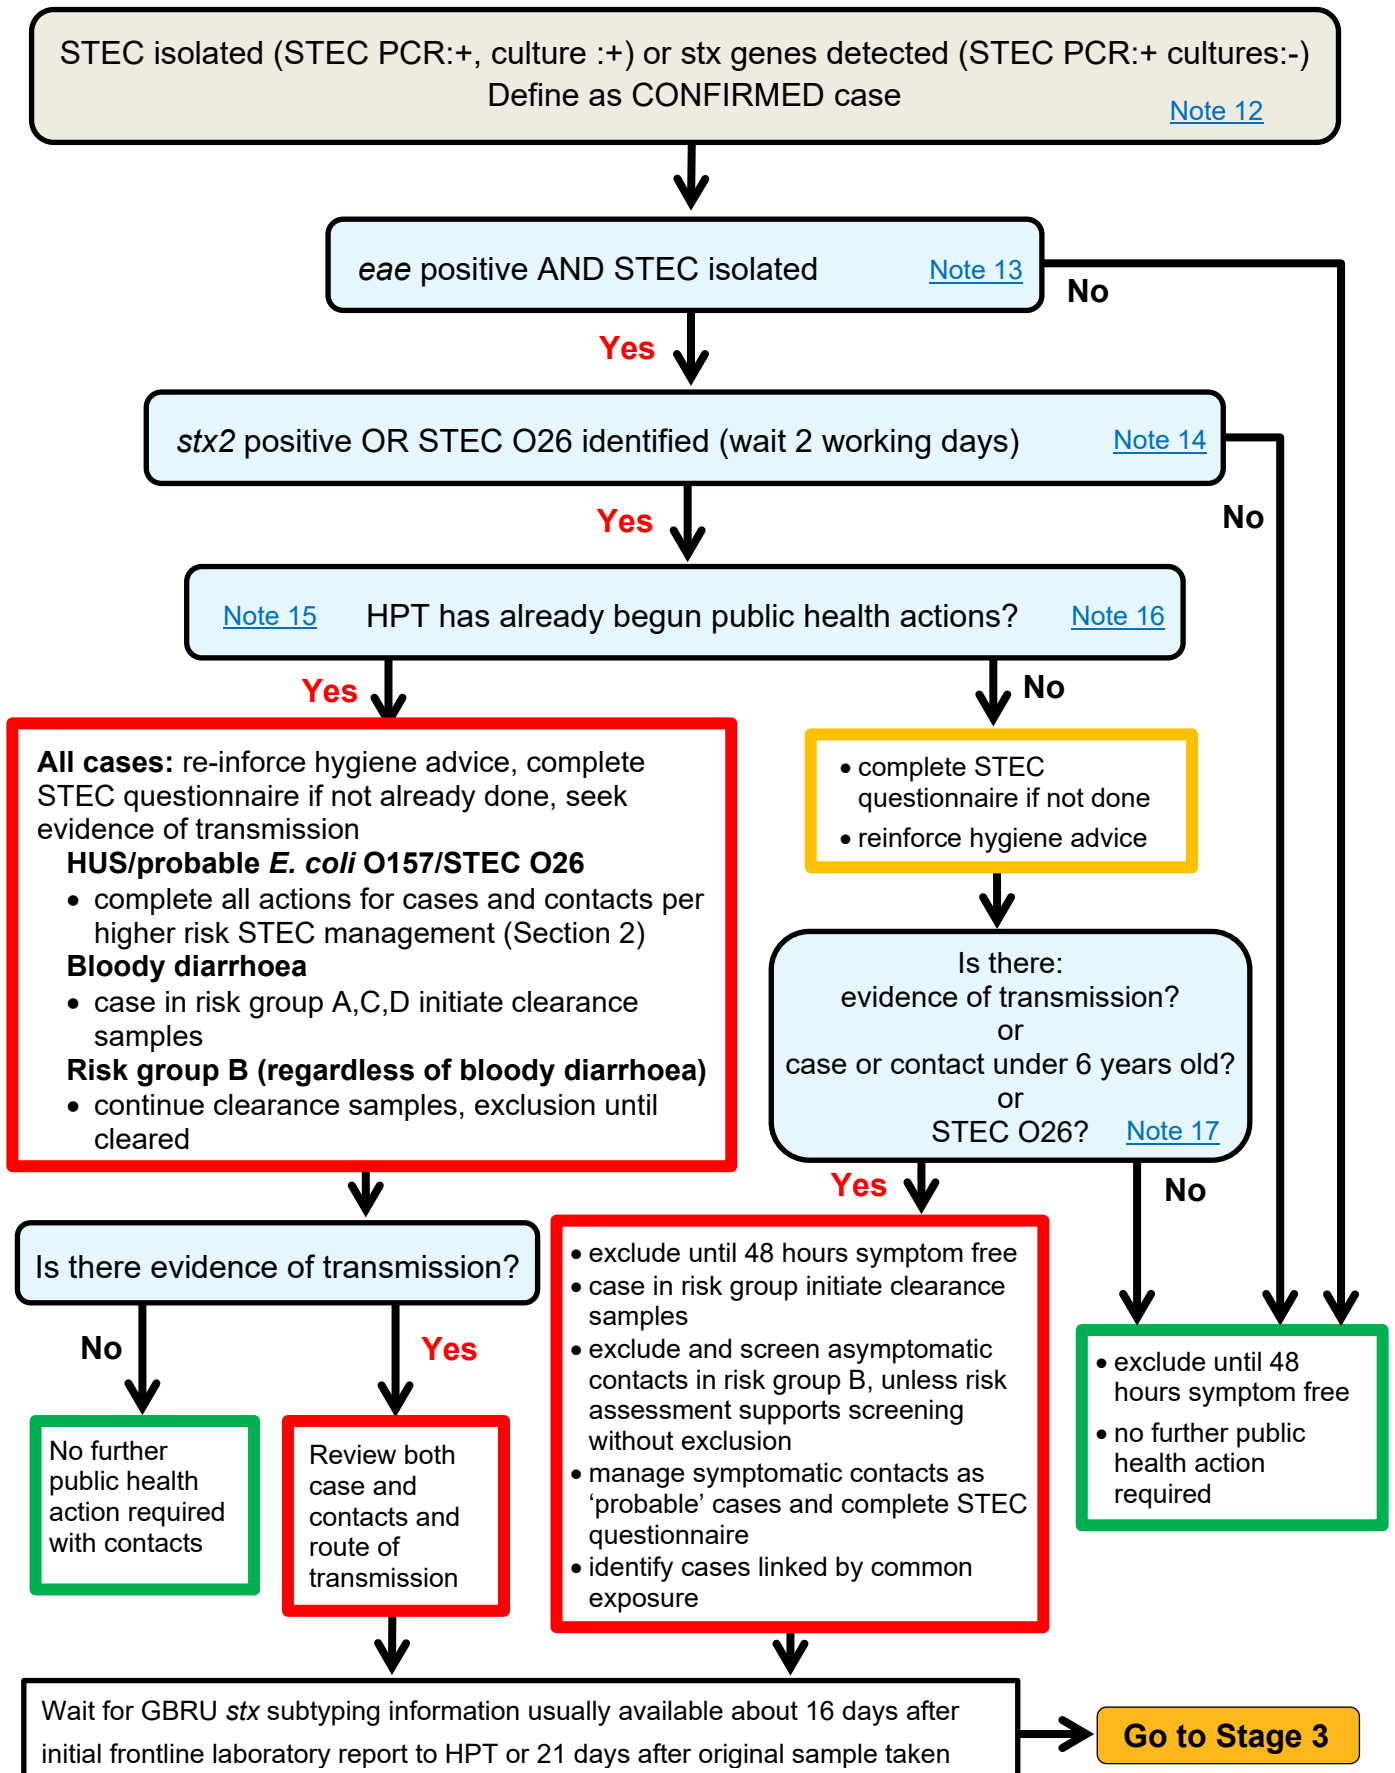 STEC isolated (STEC PCR:+, culture :+) or stx genes detected (STEC PCR:+ cultures:-)
Define as CONFIRMED case
Note 12
eae positive AND STEC isolated
Note 13
No
Yes
stx2 positive OR STEC O26 identified (wait 2 working days)
Note 14
No
Yes
Note 15
HPT has already begun public health actions?
Note 16
Yes
No
All cases: re-inforce hygiene advice, complete
STEC questionnaire if not already done, seek
evidence of transmission
HUS/probable E. coli O157/STEC O26
• complete all actions for cases and contacts per
higher risk STEC management (Section 2)
Bloody diarrhoea
• case in risk group A,C,D initiate clearance
samples
Risk group B (regardless of bloody diarrhoea)
• continue clearance samples, exclusion until
cleared
• complete STEC
questionnaire if not done
• reinforce hygiene advice
Is there:
evidence of transmission?
or
case or contact under 6 years old?
or
STEC O26?
Note 17
Yes
No
Is there evidence of transmission?
No
Yes
No further
public health
action required
with contacts
Review both
case and
contacts and
route of
transmission
• exclude until 48 hours symptom free
• case in risk group initiate clearance
samples
• exclude and screen asymptomatic
contacts in risk group B, unless risk
assessment supports screening
without exclusion
• manage symptomatic contacts as
‘probable’ cases and complete STEC
questionnaire
• identify cases linked by common
exposure
• exclude until 48
hours symptom free
• no further public
health action
required
Wait for GBRU stx subtyping information usually available about 16 days after
initial frontline laboratory report to HPT or 21 days after original sample taken
Go to Stage 3